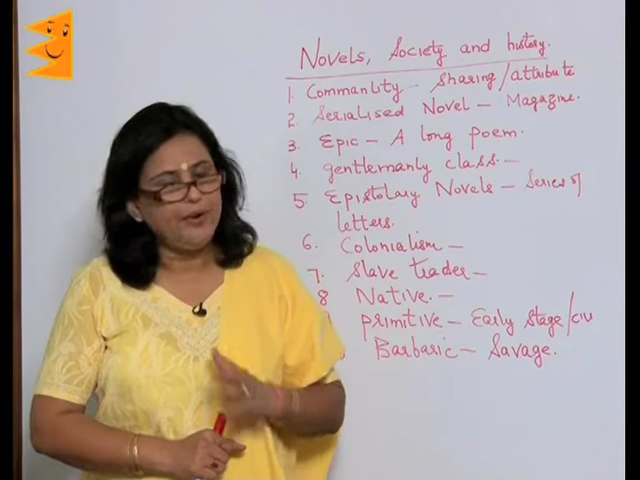 Novels, Society and history.
1. Commanlity - sharing/attribute
2. Serialised Novel - Magazine.
3. Epic - A long poem.
4. gentlemanly class. -
5. Epistolary Novels - Series of
letters.
6. Colonialism -
7. Slave trader -
8 Native. -
primitive - Early Stage/civ
Barbaric - Savage.